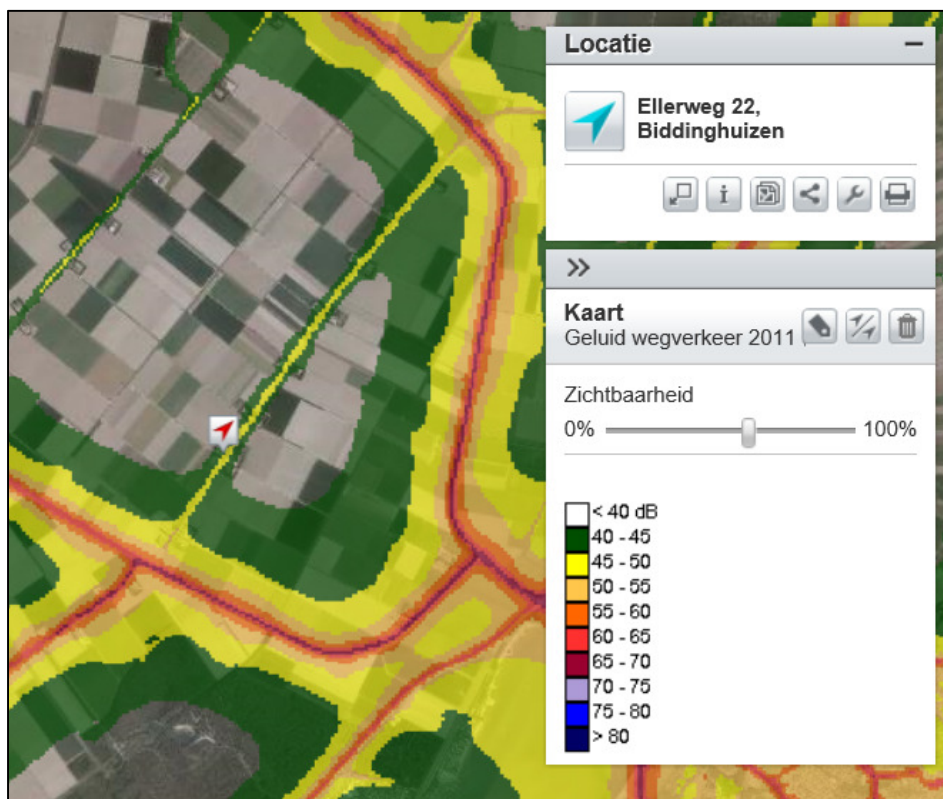 Locatie
Ellerweg 22,
Biddinghuizen
Kaart
Geluid wegverkeer 2011
Zichtbaarheid
0% 100%
< 40 dB
40 - 45
45 - 50
50 - 55
55 - 60
60 - 65
65 - 70
70 - 75
75 - 80
> 80